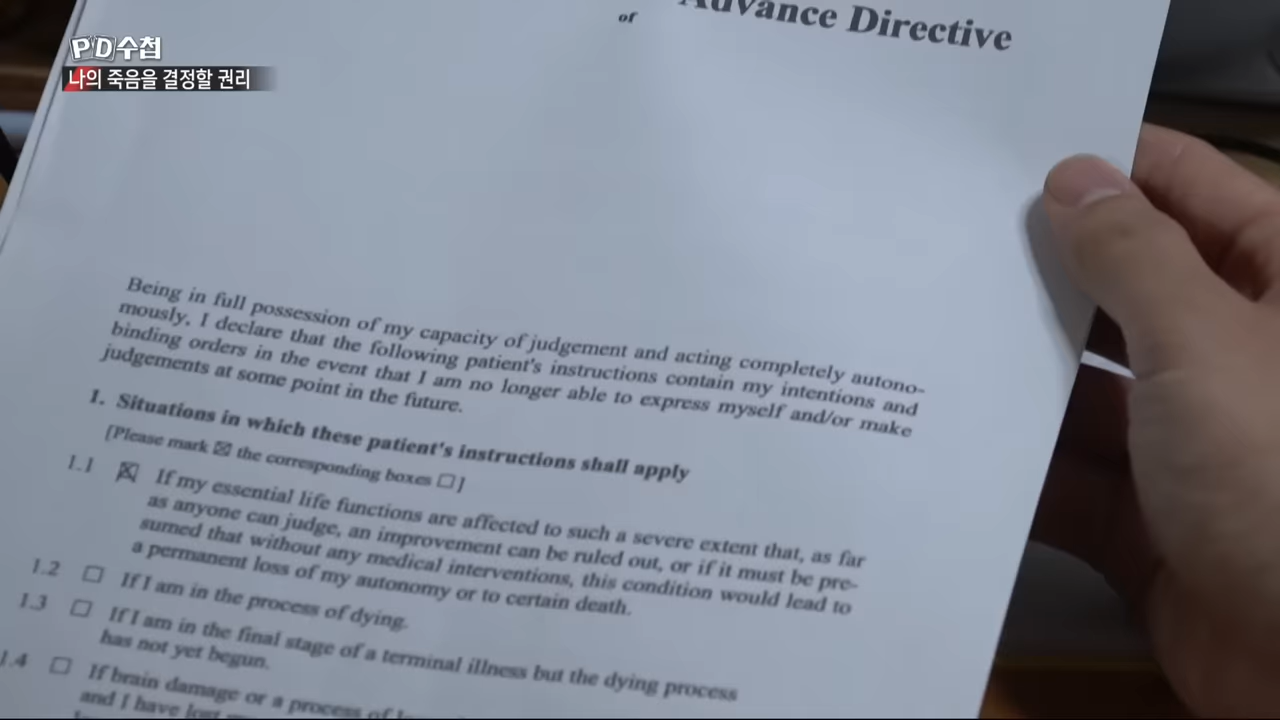 PD수첩
나의 죽음을 결정할 권리
Advance Directive
of
Being in full possession of my capacity of judgement and acting completely autono-
mously, I declare that the following patient's instructions contain my intentions and
binding orders in the event that I am no longer able to express myself and/or make
judgements at some point in the future.
1. Situations in which these patient's instructions shall apply
[Please mark ☒ the corresponding boxes ☐]
1.1 ☒ If my essential life functions are affected to such a severe extent that, as far
as anyone can judge, an improvement can be ruled out, or if it must be pre-
sumed that without any medical interventions, this condition would lead to
a permanent loss of my autonomy or to certain death.
1.2 ☐ If I am in the process of dying.
1.3 ☐ If I am in the final stage of a terminal illness but the dying process
has not yet begun.
1.4 ☐ If brain damage or a process of
and I have lost